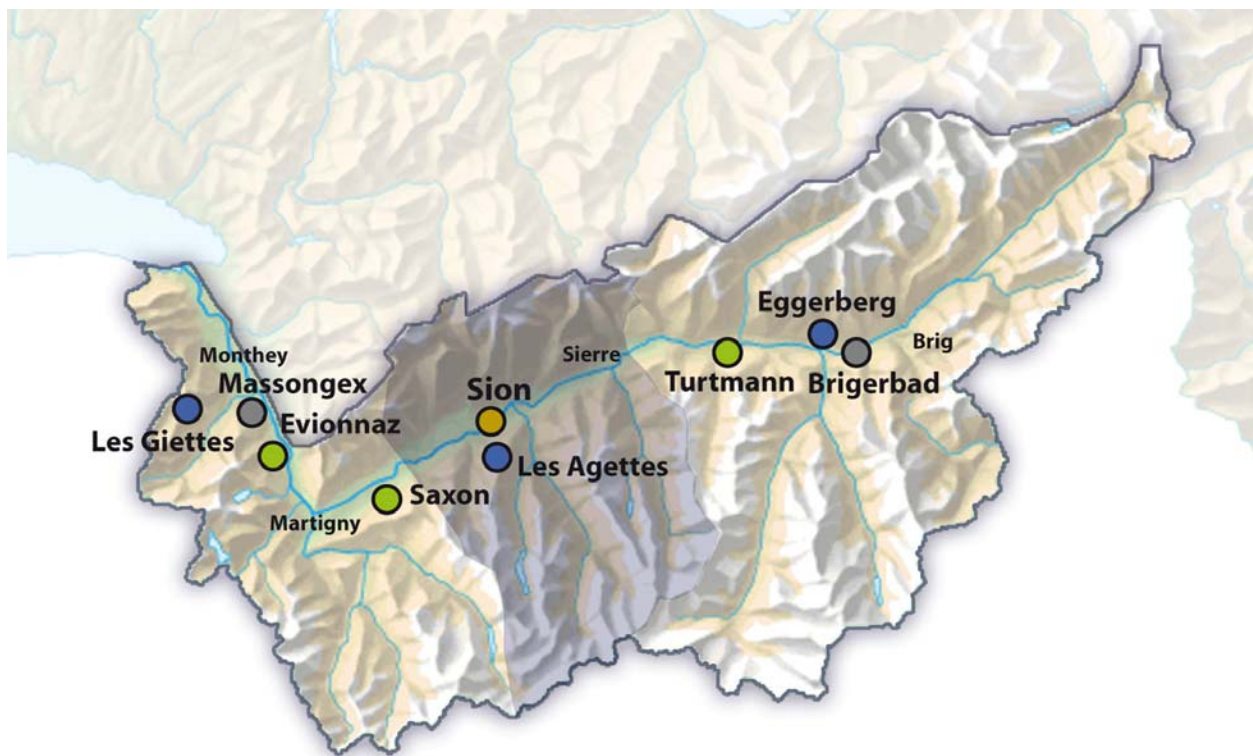 Eggerberg
Brig
Monthey
Sierre
Massongex
Turtmann
Brigerbad
Sion
Evionnaz
Les Giettes
Les Agettes
Saxon
Martigny